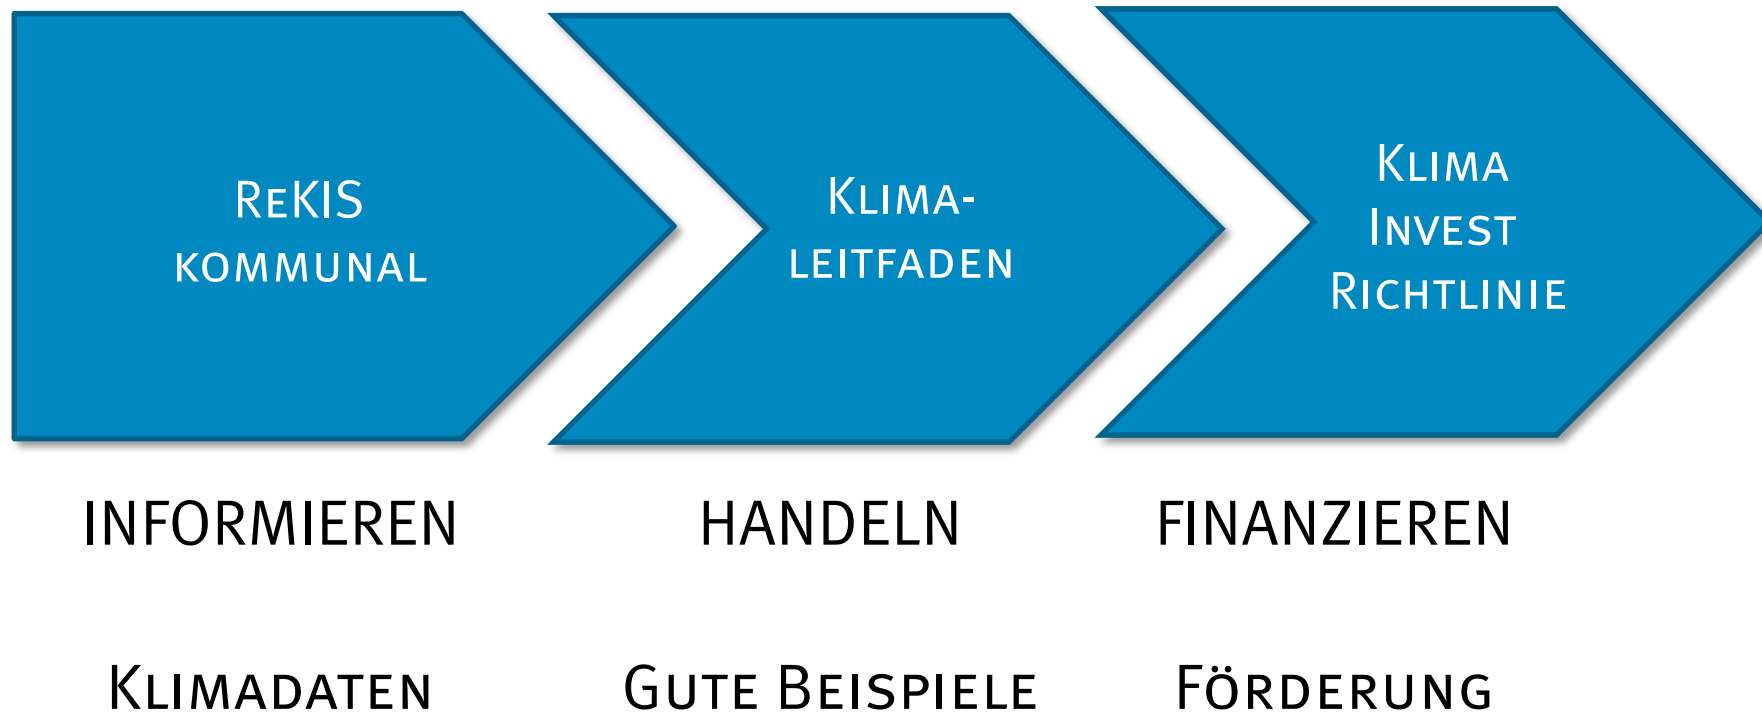 ReKIS
kommunal
Klima-
leitfaden
Klima
Invest
Richtlinie
INFORMIEREN
HANDELN
FINANZIEREN
Klimadaten
Gute Beispiele
Förderung